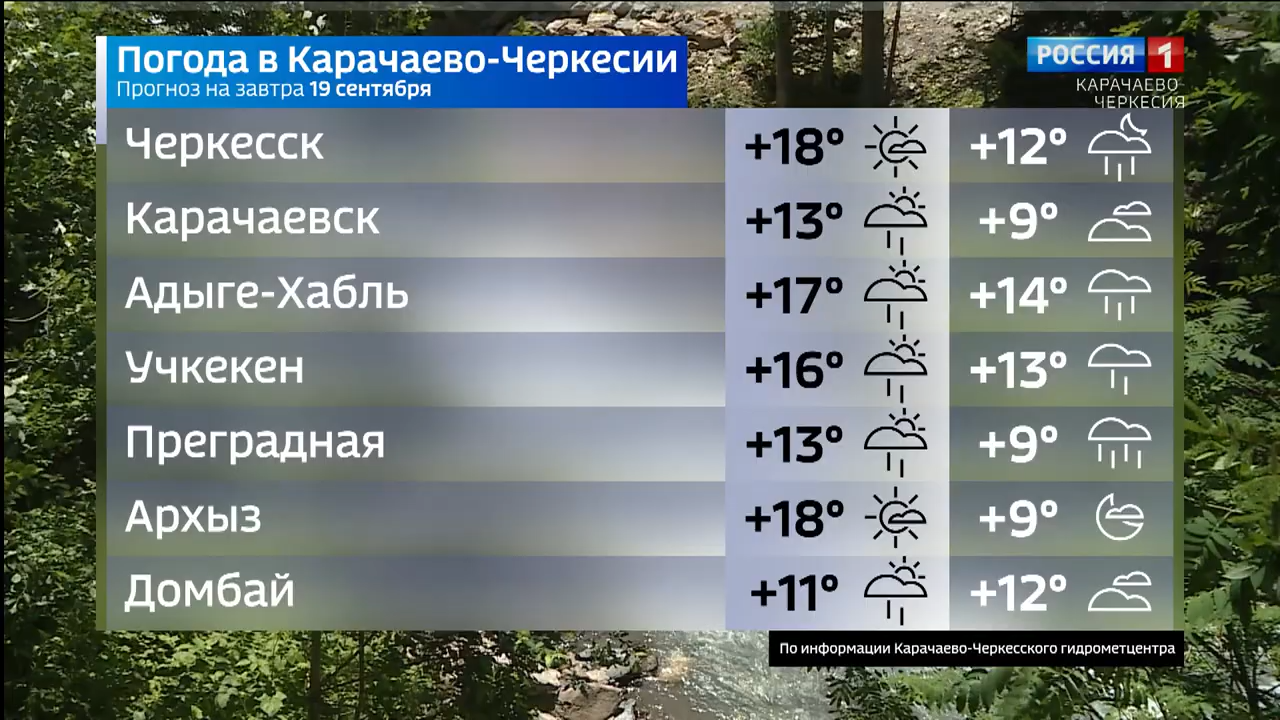 Погода в Карачаево-Черкесии
Прогноз на завтра 19 сентября
РОССИЯ 1
КАРАЧАЕВО
ЧЕРКЕСИЯ
Черкесск +18° +12°
Карачаевск +13° +9°
Адыге-Хабль +17° +14°
Учкекен +16° +13°
Преградная +13° +9°
Архыз +18° +9°
Домбай +11° +12°
По информации Карачаево-Черкесского гидрометцентра